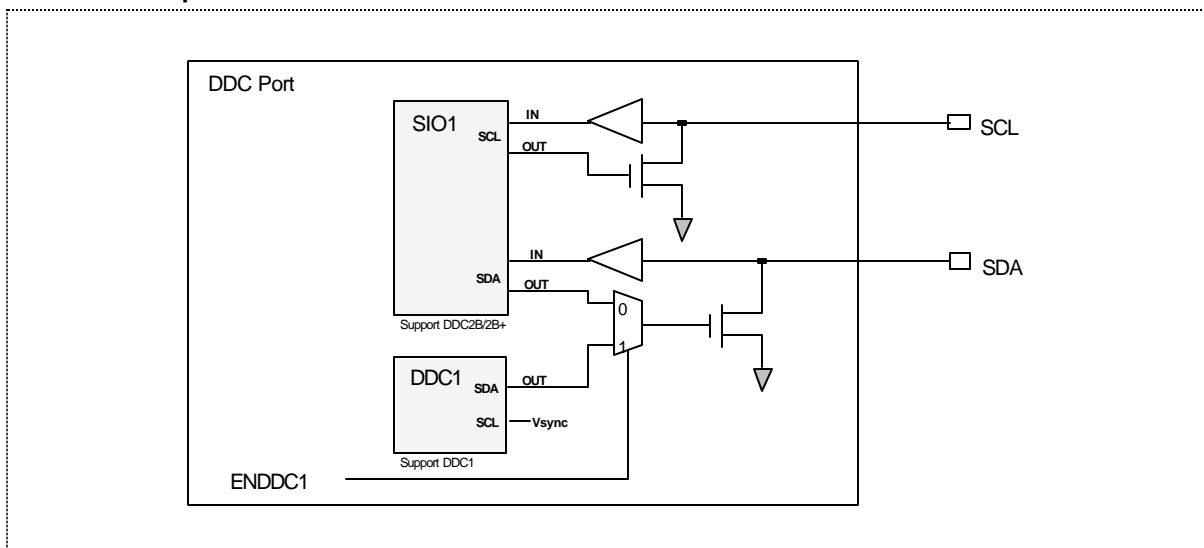 DDC Port
SIO1
SCL
IN
OUT
SCL
IN
SDA
OUT
SDA
Support DDC2B/2B+
0
1
DDC1
SDA
OUT
SCL
Vsync
Support DDC1
ENDDC1